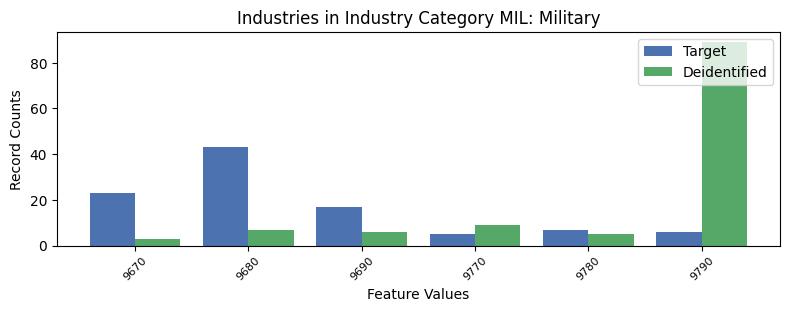 Industries in Industry Category MIL: Military
Target
Deidentified
Record Counts
80
60
40
20
0
9670 9680 9690 9770 9780 9790
Feature Values